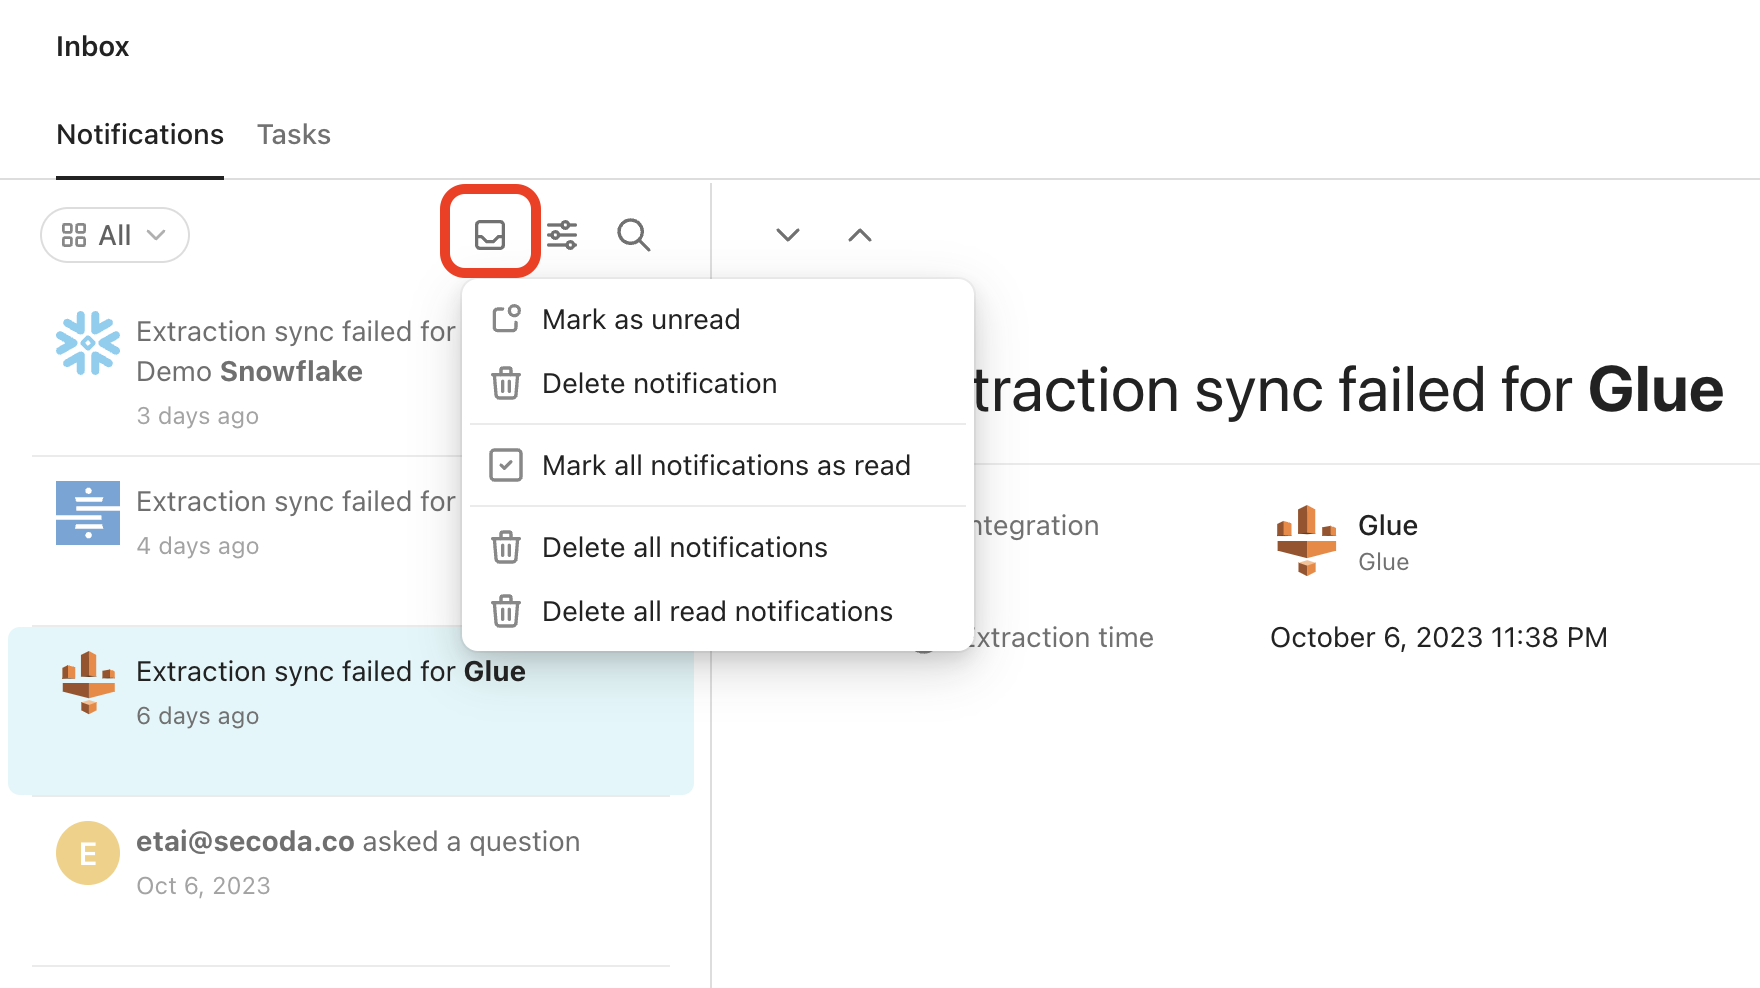 Inbox
Notifications
Tasks
All
Mark as unread
Delete notification
Mark all notifications as read
Delete all notifications
Delete all read notifications
Extraction sync failed for
Demo Snowflake
3 days ago
Extraction sync failed for
4 days ago
Extraction sync failed for Glue
6 days ago
E
etai@secoda.co asked a question
Oct 6, 2023
traction sync failed for Glue
ntegration
Glue
Glue
xtraction time
October 6, 2023 11:38 PM